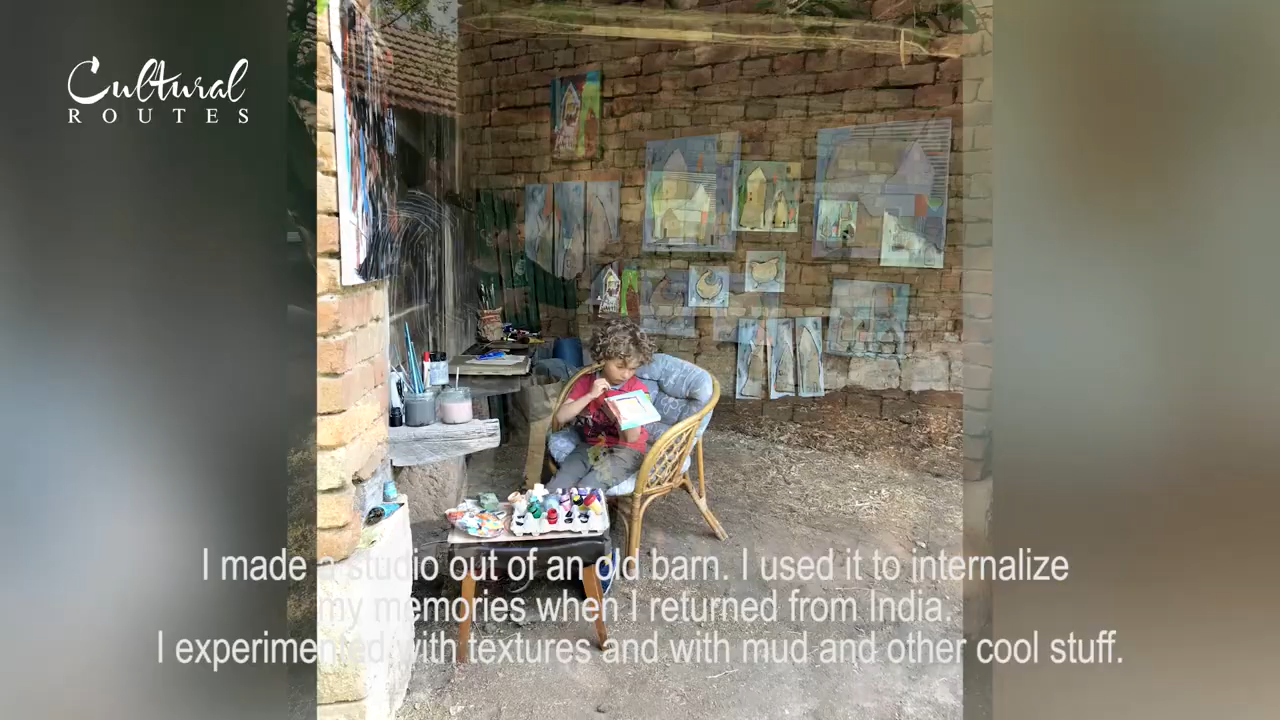 Cultural
ROUTES
I made a studio out of an old barn. I used it to internalize
my memories when I returned from India.
I experimented with textures and with mud and other cool stuff.